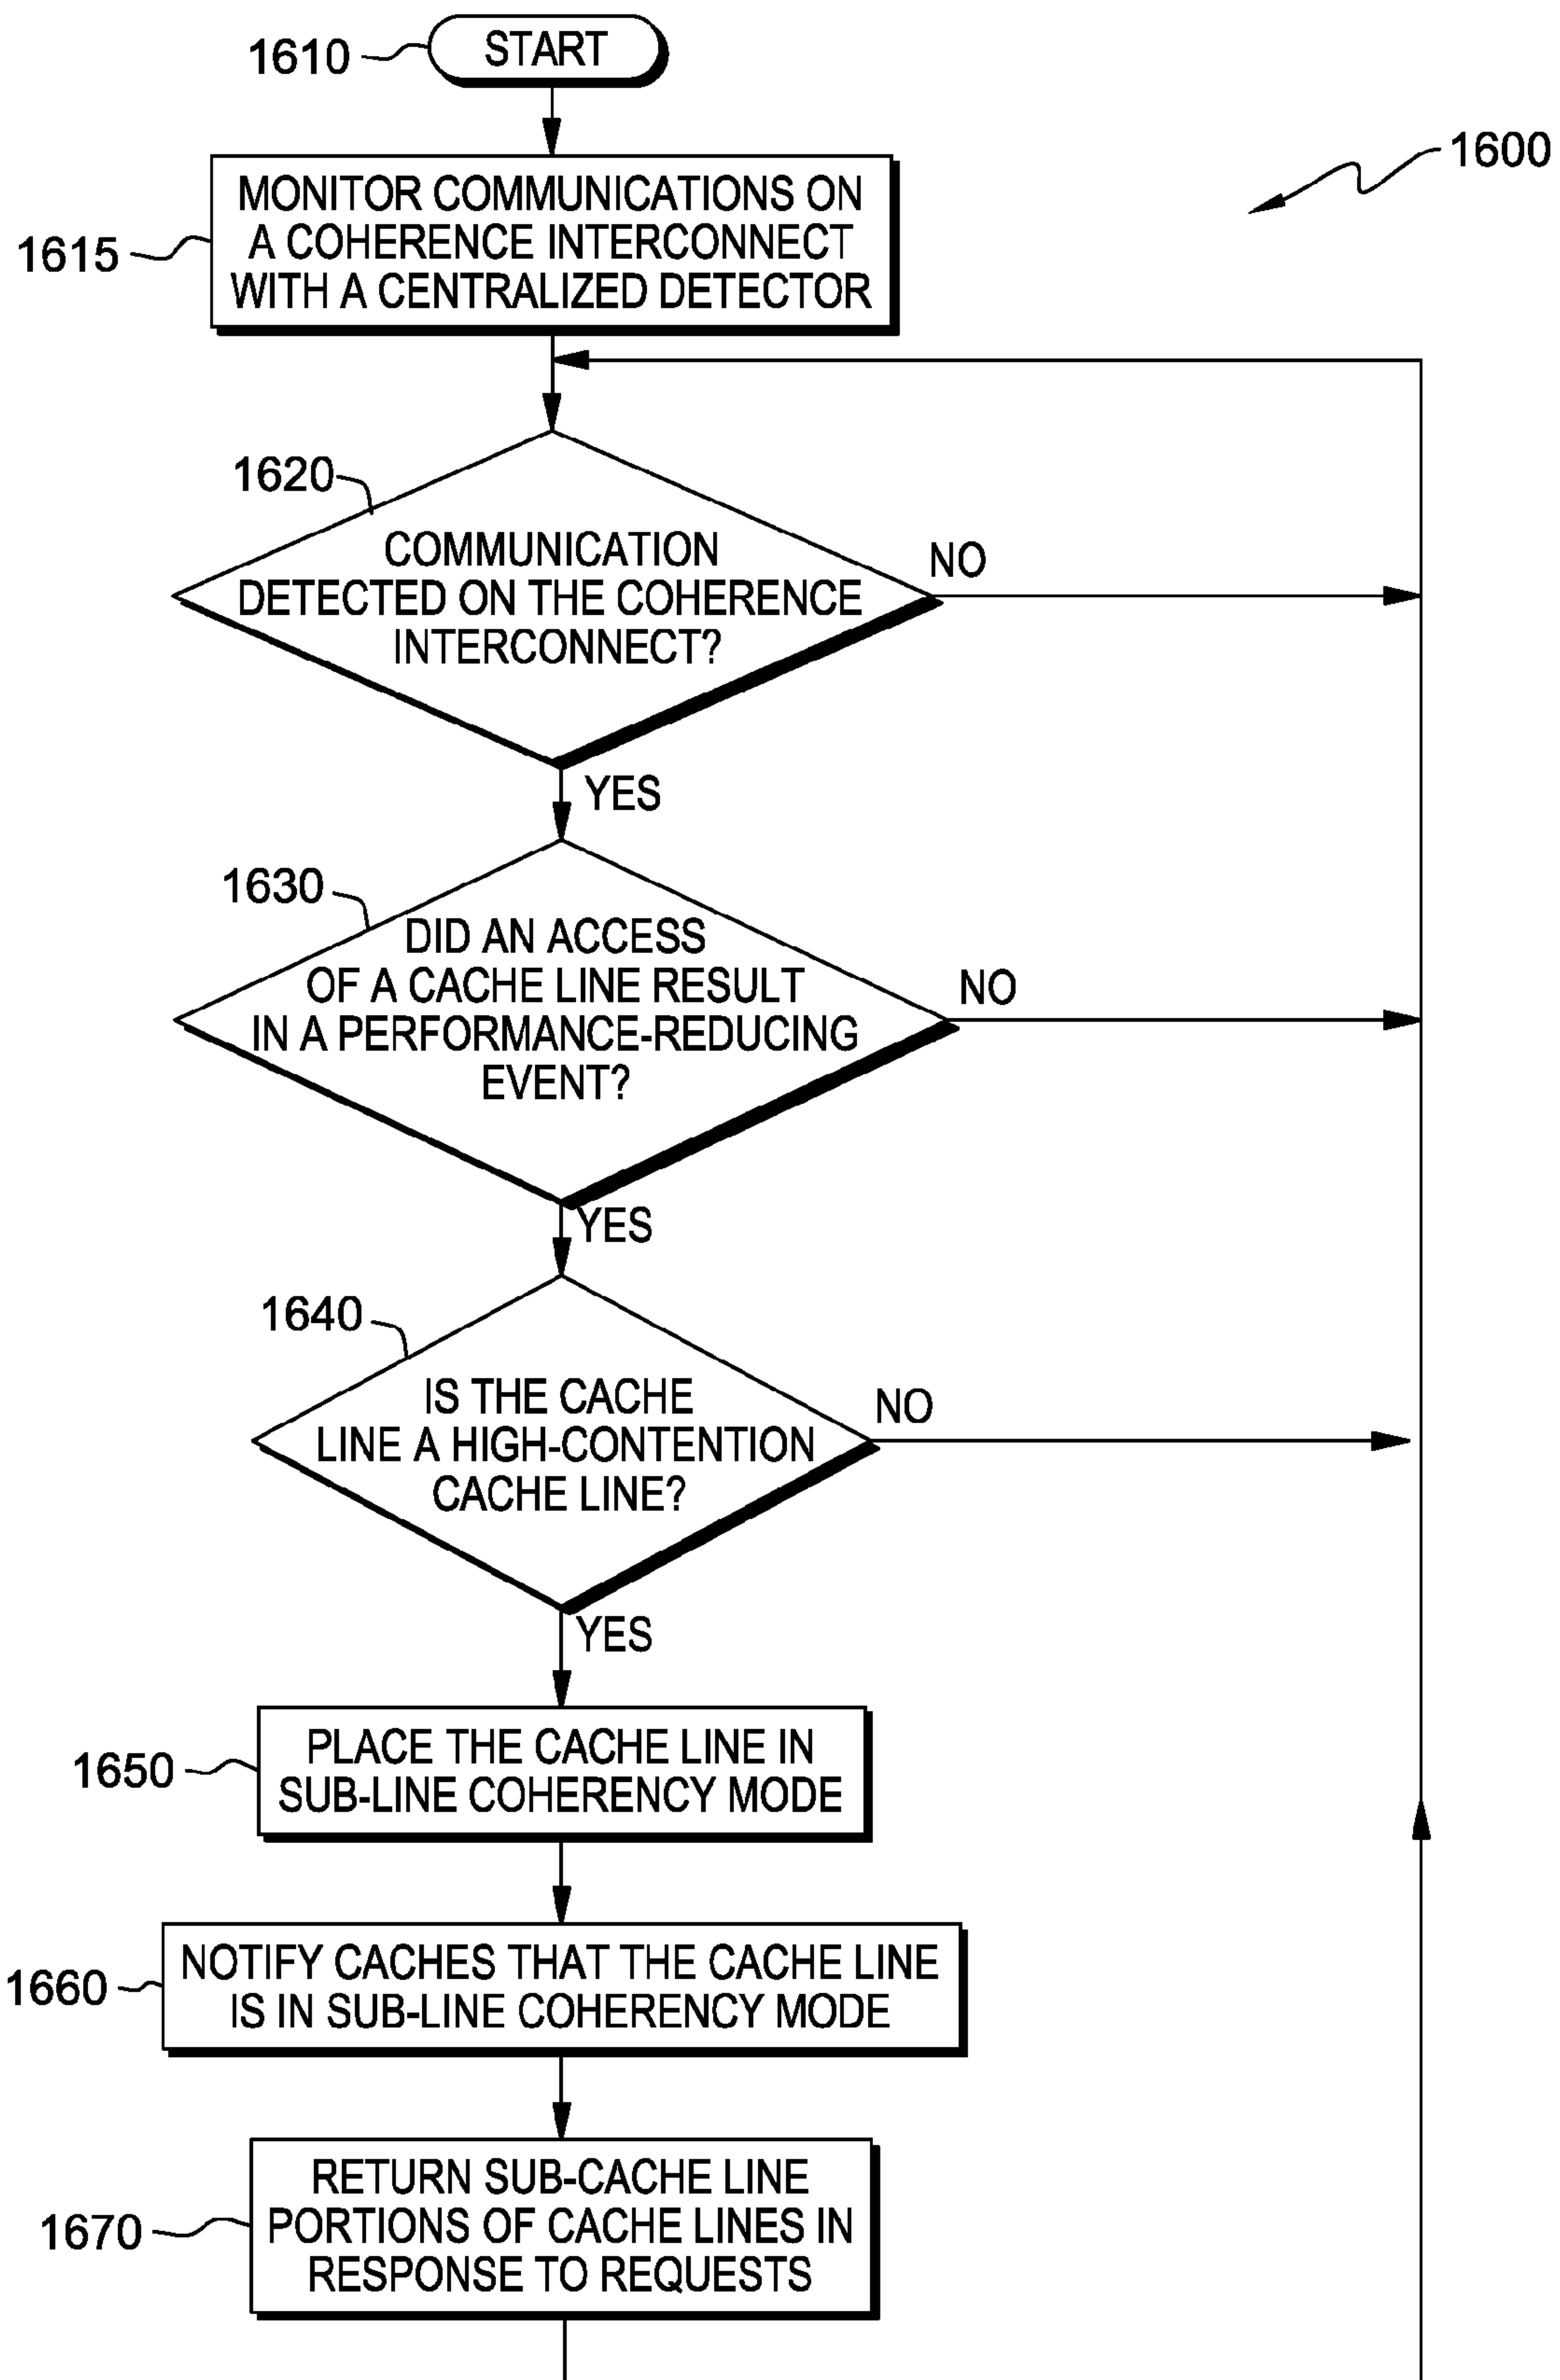 1610
START
1600
MONITOR COMMUNICATIONS ON
A COHERENCE INTERCONNECT
WITH A CENTRALIZED DETECTOR
1615
1620
COMMUNICATION
DETECTED ON THE COHERENCE
INTERCONNECT?
NO
YES
1630
DID AN ACCESS
OF A CACHE LINE RESULT
IN A PERFORMANCE-REDUCING
EVENT?
NO
YES
1640
IS THE CACHE
LINE A HIGH-CONTENTION
CACHE LINE?
NO
YES
1650
PLACE THE CACHE LINE IN
SUB-LINE COHERENCY MODE
1660
NOTIFY CACHES THAT THE CACHE LINE
IS IN SUB-LINE COHERENCY MODE
1670
RETURN SUB-CACHE LINE
PORTIONS OF CACHE LINES IN
RESPONSE TO REQUESTS